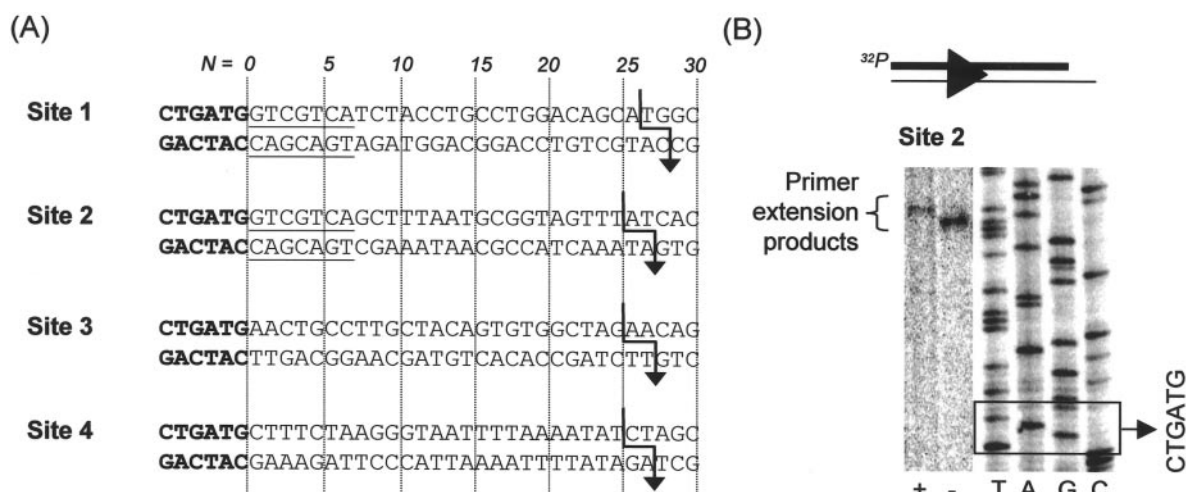 (A)
N = 0 5 10 15 20 25 30
Site 1
CTGATGGTCGTCATCTACCTGCCTGGACAGCATGGC
GACTACCAGCAGTAGATGGACGGACCTGTCGTACCG
Site 2
CTGATGGTCGTCAGCTTTAATGCGGTAGTTTATCAC
GACTACCAGCAGTCGAAATAACGCCATCAAATAGTG
Site 3
CTGATGAACTGCCTTGCTACAGTGTGGCTAGAACAG
GACTACTTGACGGAACGATGTCACACCGATCTTGTC
Site 4
CTGATGCTTTCTAAGGGTAATTTTAAAATATCTAGC
GACTACGAAAGATTCCCATTAAAATTTTATAGATCG
(B)
32P
Site 2
Primer
extension
products
CTGATG
+ - T A G C